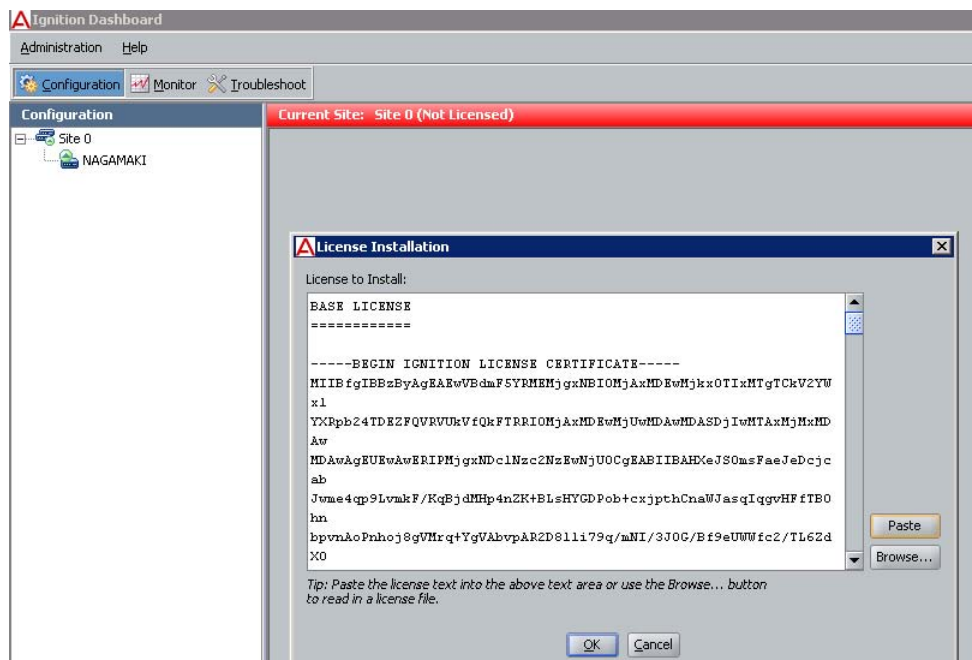 Ignition Dashboard
Administration Help
Configuration Monitor Troubleshoot
Configuration
Current Site: Site 0 (Not Licensed)
Site 0
NAGAMAKI
License Installation
License to Install:
BASE LICENSE
============
-----BEGIN IGNITION LICENSE CERTIFICATE-----
MIIBfgIBBzByAgEAEwVBdmF5YRMEMjgxNBIOMjAxMDEwMjkxOTIxMTgTCkV2YW
xl
YXRpb24TDEZFQVRVUkVfQkFTRRIOMjAxMDEwMjUwMDAwMDASDjIwMTAxMjMxMD
Aw
MDAwAgEUEwAwERIPMjgxNDc1Nzc2NzEwNjU0CgEABIIBAHXeJS0msFaeJeDcjc
ab
Jwme4qp9LvmkF/KqBjdMHp4nZK+BLsHYGDPob+cxjpthCnaWJasqIqgvHFfTB0
hn
bpvnAoPnhoj8gVMrq+YgVAbvpAR2D81li79q/mNI/3J0G/Bf9eUWWfc2/TL6Zd
X0
Paste
Browse...
Tip: Paste the license text into the above text area or use the Browse... button
to read in a license file.
OK Cancel